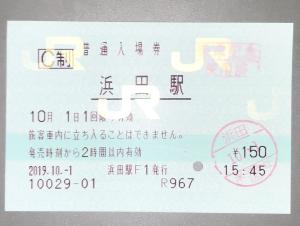 C制 普通入場券
浜田駅
10月 1日1回限り有効
旅客車内に立ち入ることはできません。
発売時刻から2時間以内有効
¥150
2019.10.-1 浜田駅F1発行 15:45
10029-01 R967
浜田
JR